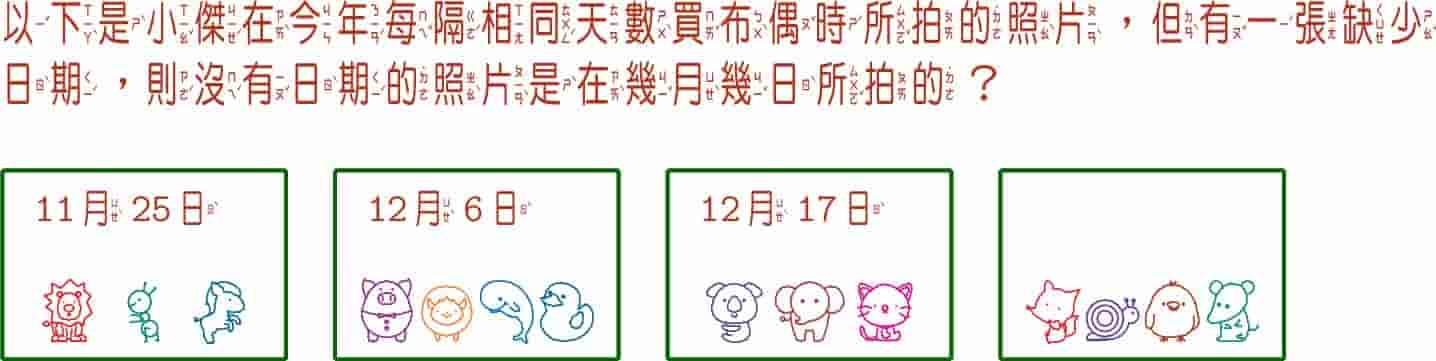 以下是小傑在今年每隔相同天數買布偶時所拍的照片，但有一張缺少
日期，則沒有日期的照片是在幾月幾日所拍的？
11月25日
12月6日
12月17日